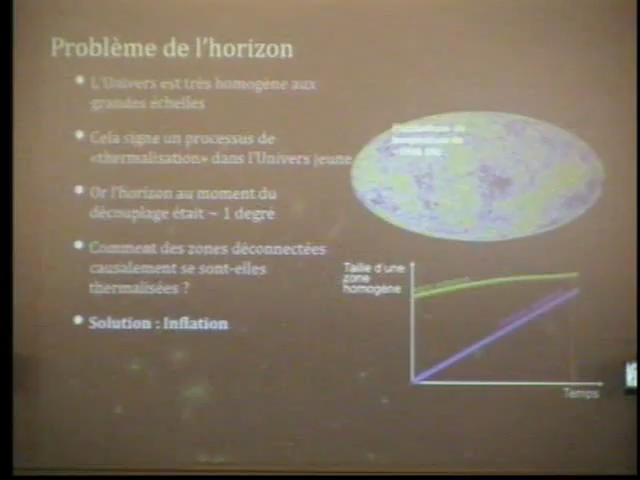 Problème de l'horizon
• L'Univers est très homogène aux
grandes échelles
• Cela signe un processus de
«thermalisation» dans l'Univers jeune
• Or l'horizon au moment du
découplage était ~ 1 degré
• Comment des zones déconnectées
causalement se sont-elles
thermalisées ?
• Solution : Inflation
Taille d'une
zone
homogène
Temps